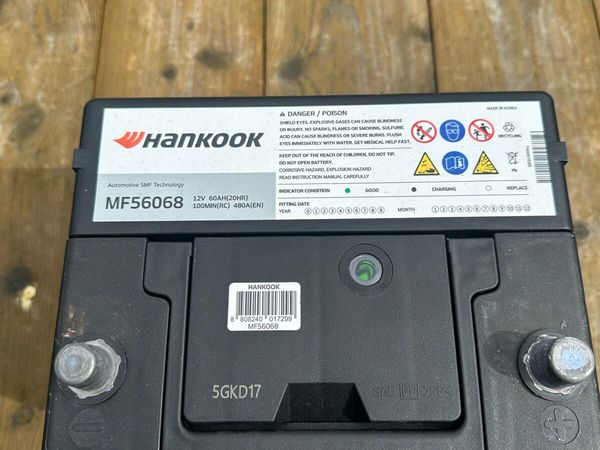 HANKOOK
Automotive SMF Technology
MF56068
12V 60AH(20HR)
100MIN(RC) 480A(EN)
DANGER / POISON
MADE IN KOREA
SHIELD EYES. EXPLOSIVE GASES CAN CAUSE BLINDNESS
OR INJURY. NO SPARKS, FLAMES OR SMOKING. SULFURIC
ACID CAN CAUSE BLINDNESS OR SEVERE BURNS. FLUSH
EYES IMMEDIATELY WITH WATER. GET MEDICAL HELP FAST.
RECYCLING
KEEP OUT OF THE REACH OF CHILDREN. DO NOT TIP.
DO NOT OPEN BATTERY
CORROSIVE HAZARD, EXPLOSION HAZARD
READ INSTRUCTION MANUAL CAREFULLY
Pb
INDICATOR CONDITION GOOD CHARGING REPLACE
FITTING DATE
YEAR 0 1 2 3 4 5 6 7 8 9 MONTH 1 2 3 4 5 6 7 8 9 10 11 12
HANKOOK
8 808240 017299
MF56068
5GKD17
SAE >PP<